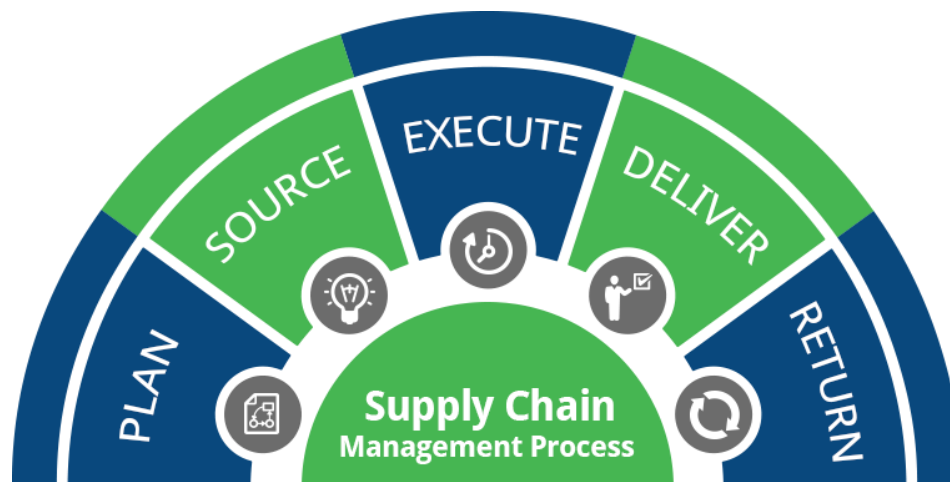 PLAN
SOURCE
EXECUTE
DELIVER
RETURN
Supply Chain
Management Process